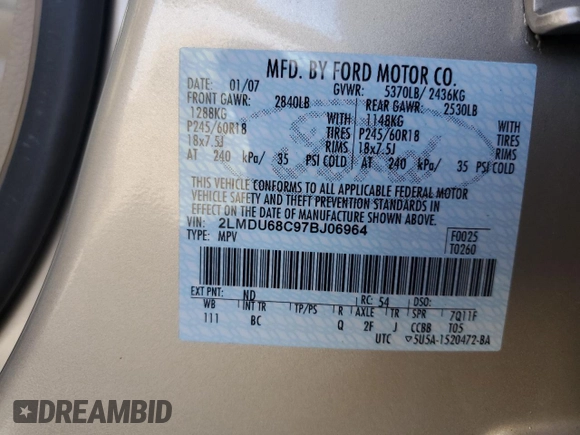 MFD. BY FORD MOTOR CO.
DATE: 01/07 GVWR: 5370LB/ 2436KG
FRONT GAWR: 2840LB REAR GAWR: 2530LB
1288KG WITH 1148KG WITH
P245/60R18 TIRES P245/60R18 TIRES
18x7.5J RIMS 18x7.5J RIMS
AT 240 kPa/ 35 PSI COLD AT 240 kPa/ 35 PSI COLD
THIS VEHICLE CONFORMS TO ALL APPLICABLE FEDERAL MOTOR
VEHICLE SAFETY AND THEFT PREVENTION STANDARDS IN
EFFECT ON THE DATE OF MANUFACTURE SHOWN ABOVE.
VIN: 2LMDU68C97BJ06964 F0025
TYPE: MPV T0260
EXT PNT: ND RC: 54 DSO:
WB INT TR TP/PS R AXLE TR SPR 7Q11F
111 BC Q 2F J CCBB T05
UTC 5U5A-1520472-BA
DREAMBID